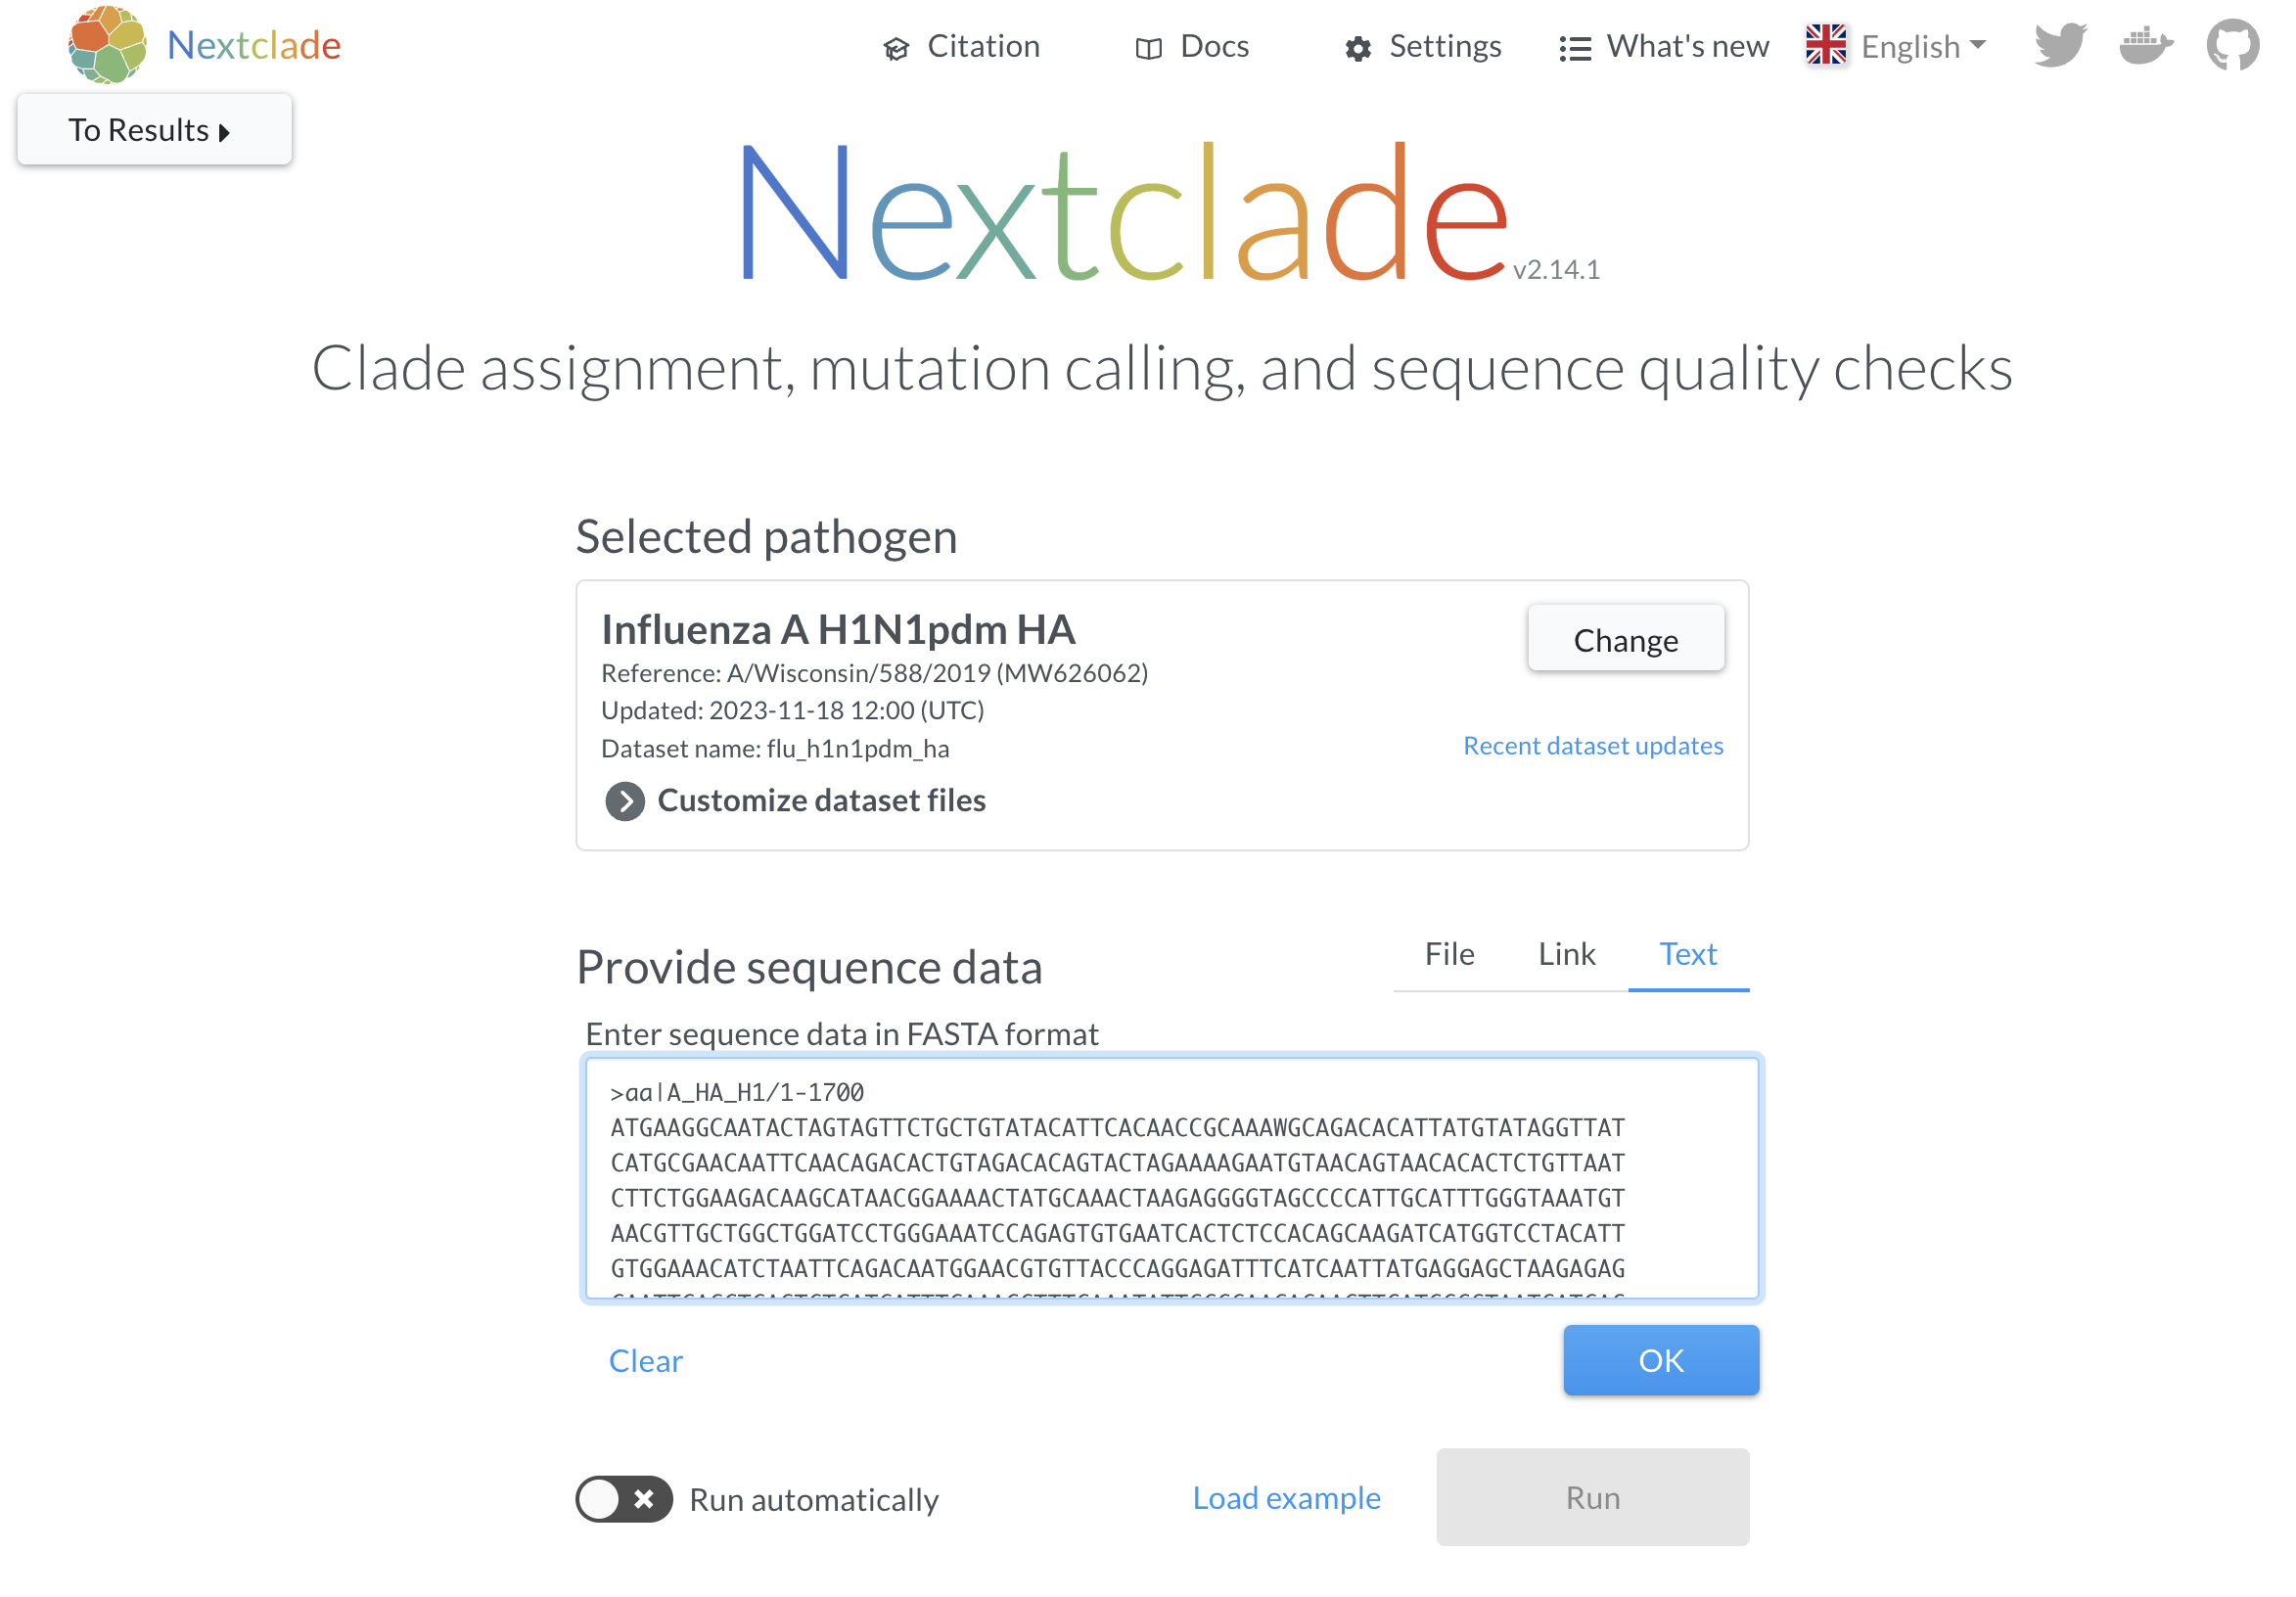 Nextclade
Citation
Docs
Settings
What's new
English
To Results
Nextclade v2.14.1
Clade assignment, mutation calling, and sequence quality checks
Selected pathogen
Influenza A H1N1pdm HA
Change
Reference: A/Wisconsin/588/2019 (MW626062)
Updated: 2023-11-18 12:00 (UTC)
Dataset name: flu_h1n1pdm_ha
Recent dataset updates
Customize dataset files
Provide sequence data
File
Link
Text
Enter sequence data in FASTA format
>aa|A_HA_H1/1-1700
ATGAAGGCAATACTAGTAGTTCTGCTGTATACATTCACAACCGCAAAWGCAGACACATTATGTATAGGTTAT
CATGCGAACAATTCAACAGACACTGTAGACACAGTACTAGAAAAGAATGTAACAGTAACACACTCTGTTAAT
CTTCTGGAAGACAAGCATAACGGAAAACTATGCAAACTAAGAGGGGTAGCCCCATTGCATTTGGGTAAATGT
AACGTTGCTGGCTGGATCCTGGGAAATCCAGAGTGTGAATCACTCTCCACAGCAAGATCATGGTCCTACATT
GTGGAAACATCTAATTCAGACAATGGAACGTGTTACCCAGGAGATTTCATCAATTATGAGGAGCTAAGAGAG
Clear
OK
Run automatically
Load example
Run